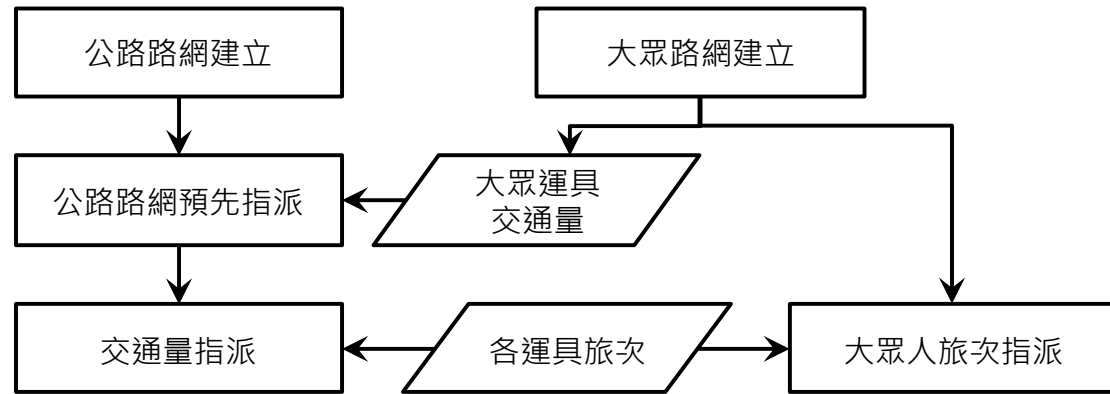 公路路網建立
大眾路網建立
公路路網預先指派
大眾運具
交通量
交通量指派
各運具旅次
大眾人旅次指派